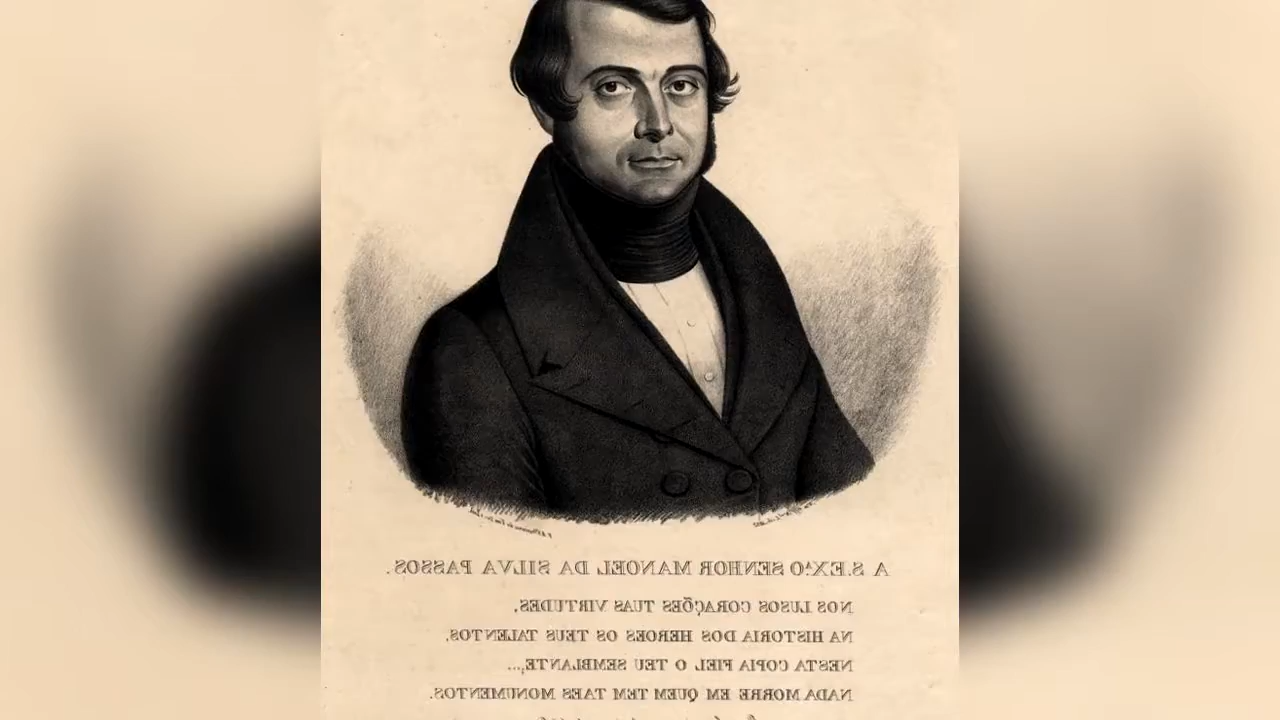 A S. EX.ª O SENHOR MANOEL DA SILVA PASSOS.
NOS LUSOS CORAÇÕES TUAS VIRTUDES,
NA HISTORIA DOS HEROES OS TEUS TALENTOS.
NESTA COPIA FIEL O TEU SEMBLANTE,...
NADA MORRE EM QUEM TEM TAES MONUMENTOS.